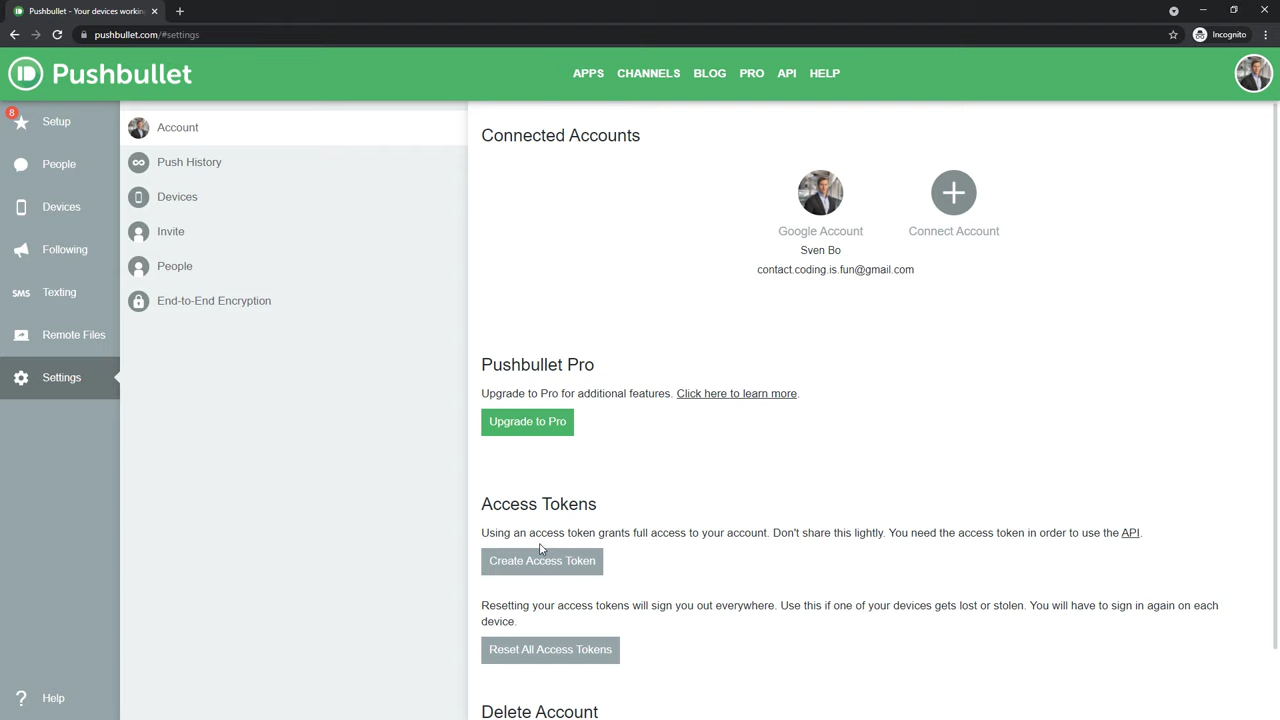 Pushbullet - Your devices workin
pushbullet.com/#settings
Incognito
Pushbullet
APPS CHANNELS BLOG PRO API HELP
8
Setup
People
Devices
Following
SMS Texting
Remote Files
Settings
? Help
Account
Push History
Devices
Invite
People
End-to-End Encryption
Connected Accounts
Google Account
Sven Bo
contact.coding.is.fun@gmail.com
Connect Account
Pushbullet Pro
Upgrade to Pro for additional features. Click here to learn more.
Upgrade to Pro
Access Tokens
Using an access token grants full access to your account. Don't share this lightly. You need the access token in order to use the API.
Create Access Token
Resetting your access tokens will sign you out everywhere. Use this if one of your devices gets lost or stolen. You will have to sign in again on each
device.
Reset All Access Tokens
Delete Account